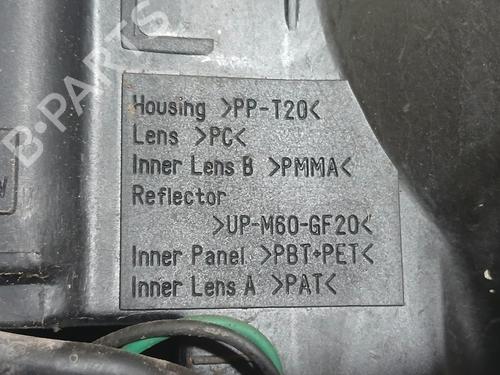 Housing >PP-T20<
Lens >PC<
Inner Lens B >PMMA<
Reflector
>UP-M60-GF20<
Inner Panel >PBT+PET<
Inner Lens A >PAT<
B-PARTS